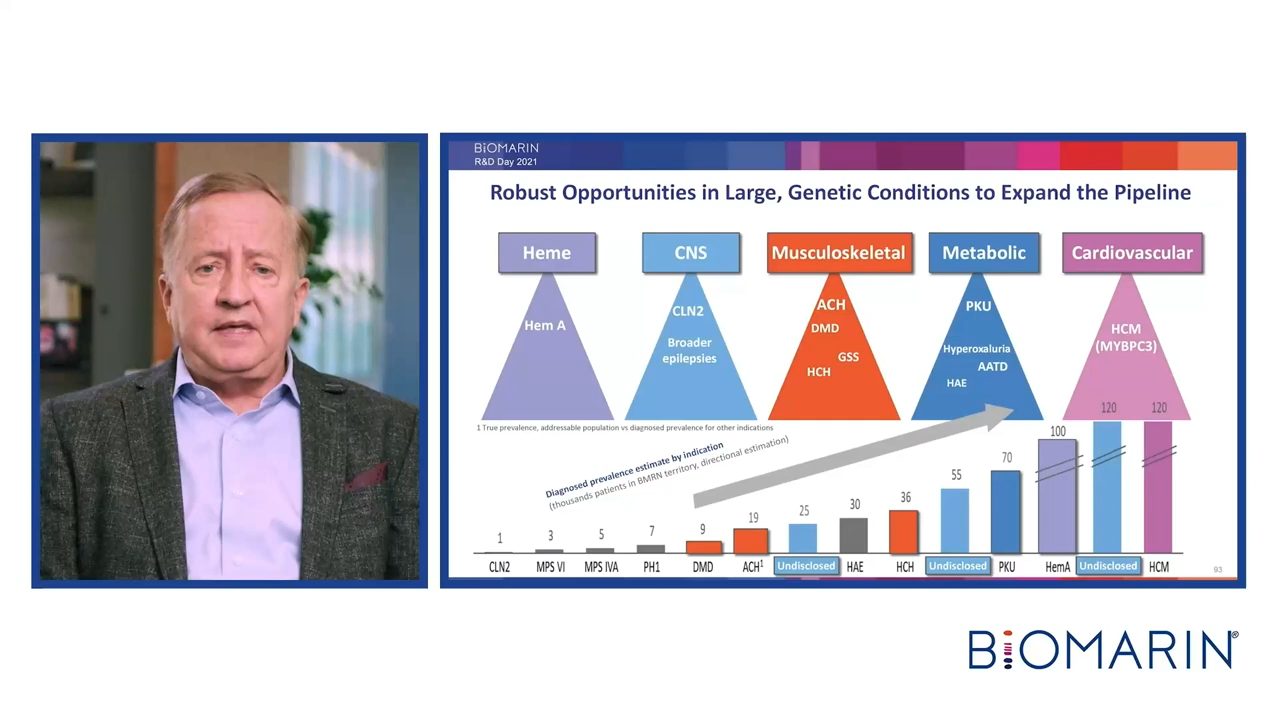 BIOMARIN
R&D Day 2021
Robust Opportunities in Large, Genetic Conditions to Expand the Pipeline
Heme
CNS
Musculoskeletal
Metabolic
Cardiovascular
Hem A
CLN2
Broader
epilepsies
ACH
DMD
GSS
HCH
PKU
Hyperoxaluria
AATD
HAE
HCM
(MYBPC3)
1 True prevalence, addressable population vs diagnosed prevalence for other indications
Diagnosed prevalence estimate by indication
(thousands patients in BMRN territory, directional estimation)
1
3
5
7
9
19
25
30
36
55
70
100
120
120
CLN2
MPS VI
MPS IVA
PH1
DMD
ACH¹
Undisclosed
HAE
HCH
Undisclosed
PKU
HemA
Undisclosed
HCM
93
BIOMARIN®